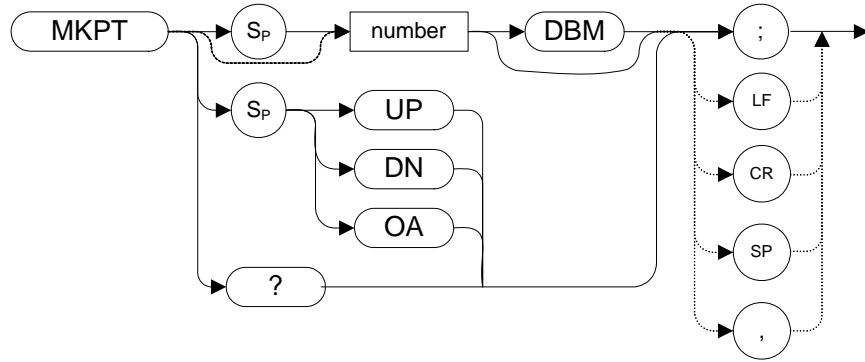 MKPT
SP
number
DBM
;
SP
UP
LF
DN
CR
OA
SP
?
,